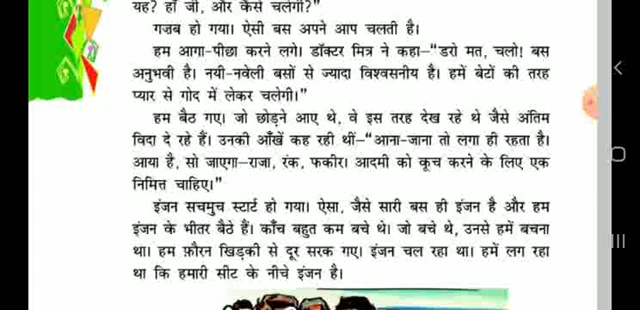 यह? हाँ जी, और कैसे चलेगी?"
गज़ब हो गया। ऐसी बस अपने आप चलती है।
हम आगा-पीछा करने लगे। डॉक्टर मित्र ने कहा–"डरो मत, चलो! बस
अनुभवी है। नयी-नवेली बसों से ज़्यादा विश्वसनीय है। हमें बेटों की तरह
प्यार से गोद में लेकर चलेगी।"
हम बैठ गए। जो छोड़ने आए थे, वे इस तरह देख रहे थे जैसे अंतिम
विदा दे रहे हैं। उनकी आँखें कह रही थीं–"आना-जाना तो लगा ही रहता है।
आया है, सो जाएगा–राजा, रंक, फकीर। आदमी को कूच करने के लिए एक
निमित्त चाहिए।"
इंजन सचमुच स्टार्ट हो गया। ऐसा, जैसे सारी बस ही इंजन है और हम
इंजन के भीतर बैठे हैं। काँच बहुत कम बचे थे। जो बचे थे, उनसे हमें बचना
था। हम फ़ौरन खिड़की से दूर सरक गए। इंजन चल रहा था। हमें लग रहा
था कि हमारी सीट के नीचे इंजन है।